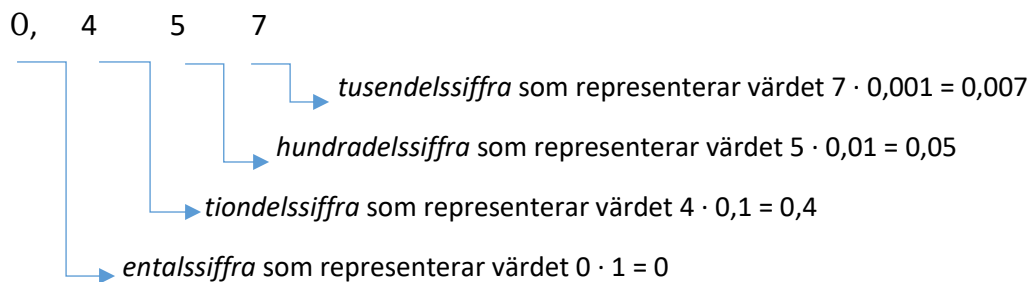 0, 4 5 7
tusendelssiffra som representerar värdet 7 · 0,001 = 0,007
hundradelssiffra som representerar värdet 5 · 0,01 = 0,05
tiondelssiffra som representerar värdet 4 · 0,1 = 0,4
entalssiffra som representerar värdet 0 · 1 = 0